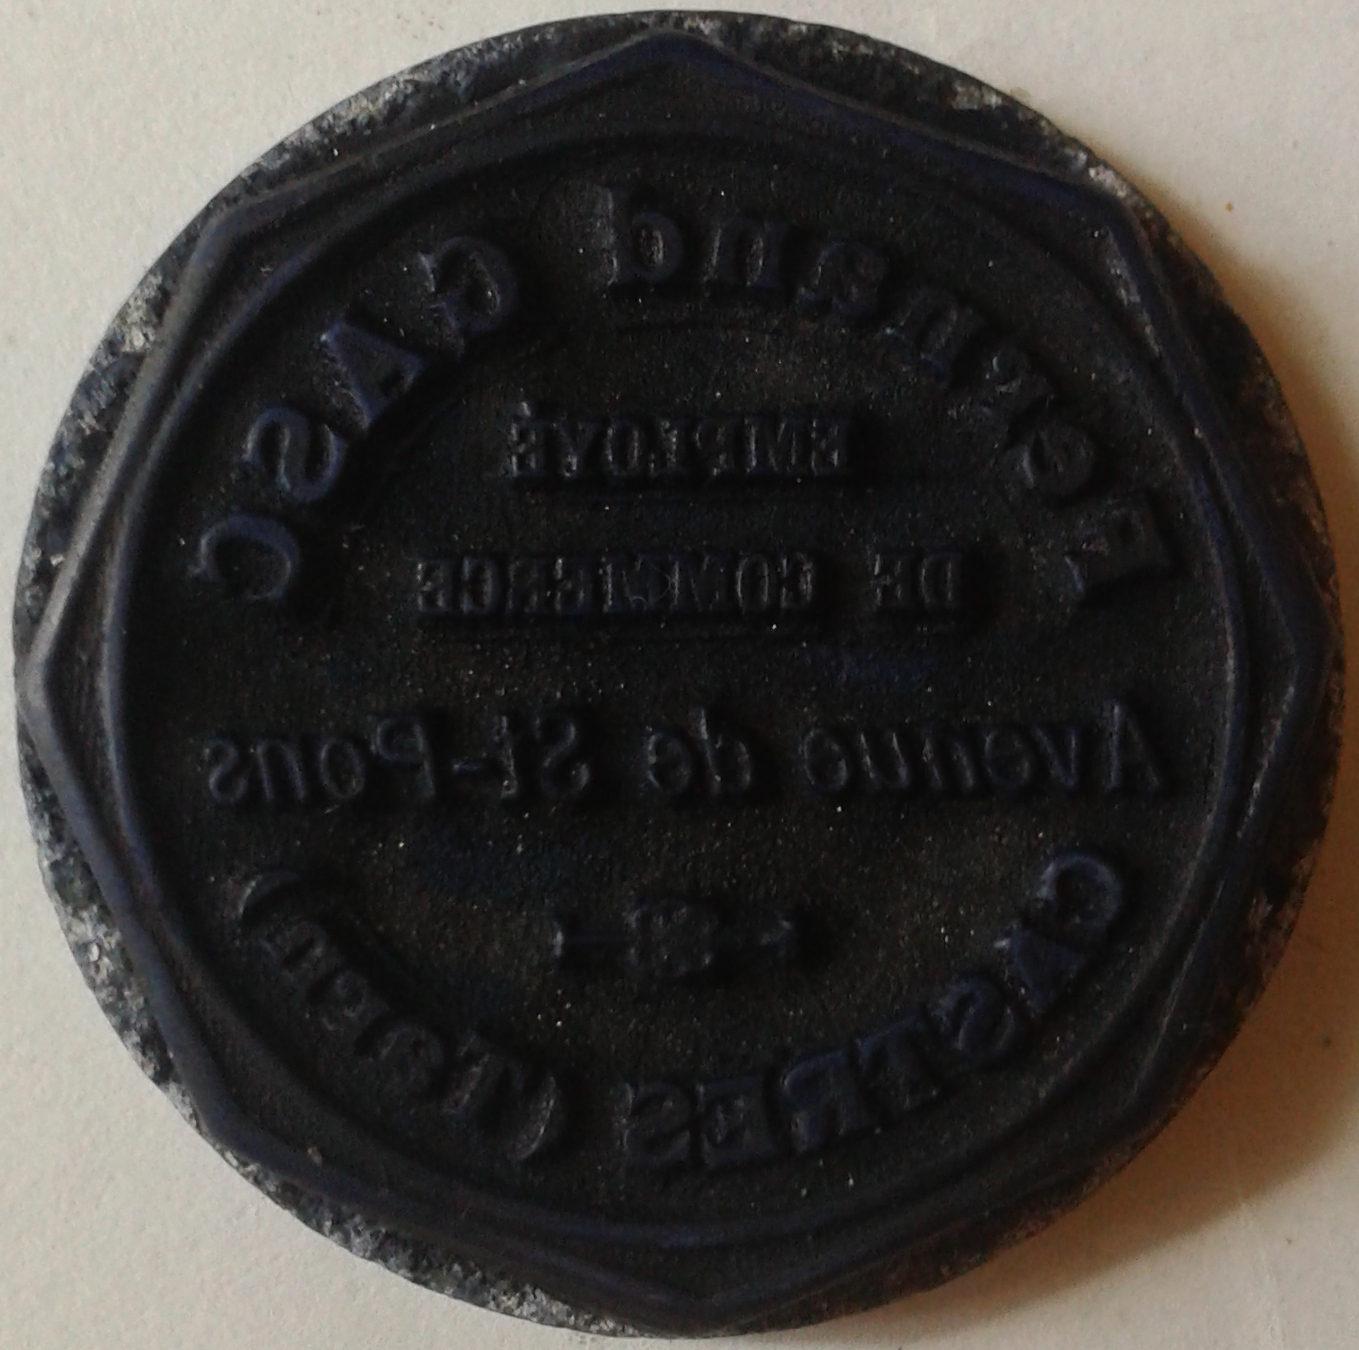 Fernand GASC
EMPLOYÉ
DE COMMERCE
Avenue de St-Pons
CASTRES (Tarn)